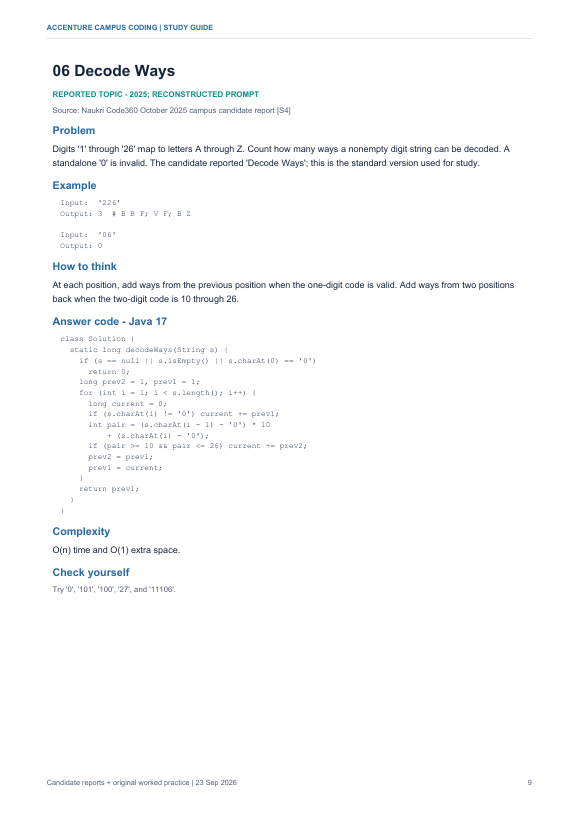 ACCENTURE CAMPUS CODING | STUDY GUIDE
06 Decode Ways
REPORTED TOPIC - 2025; RECONSTRUCTED PROMPT
Source: Naukri Code360 October 2025 campus candidate report [S4]
Problem
Digits '1' through '26' map to letters A through Z. Count how many ways a nonempty digit string can be decoded. A
standalone '0' is invalid. The candidate reported 'Decode Ways'; this is the standard version used for study.
Example
Input:  '226'
Output: 3  # B B F; V F; B Z
Input:  '06'
Output: 0
How to think
At each position, add ways from the previous position when the one-digit code is valid. Add ways from two positions
back when the two-digit code is 10 through 26.
Answer code - Java 17
class Solution {
  static long decodeWays(String s) {
    if (s == null || s.isEmpty() || s.charAt(0) == '0')
      return 0;
    long prev2 = 1, prev1 = 1;
    for (int i = 1; i < s.length(); i++) {
      long current = 0;
      if (s.charAt(i) != '0') current += prev1;
      int pair = (s.charAt(i - 1) - '0') * 10
          + (s.charAt(i) - '0');
      if (pair >= 10 && pair <= 26) current += prev2;
      prev2 = prev1;
      prev1 = current;
    }
    return prev1;
  }
}
Complexity
O(n) time and O(1) extra space.
Check yourself
Try '0', '101', '100', '27', and '11106'.
Candidate reports + original worked practice | 23 Sep 2026
9